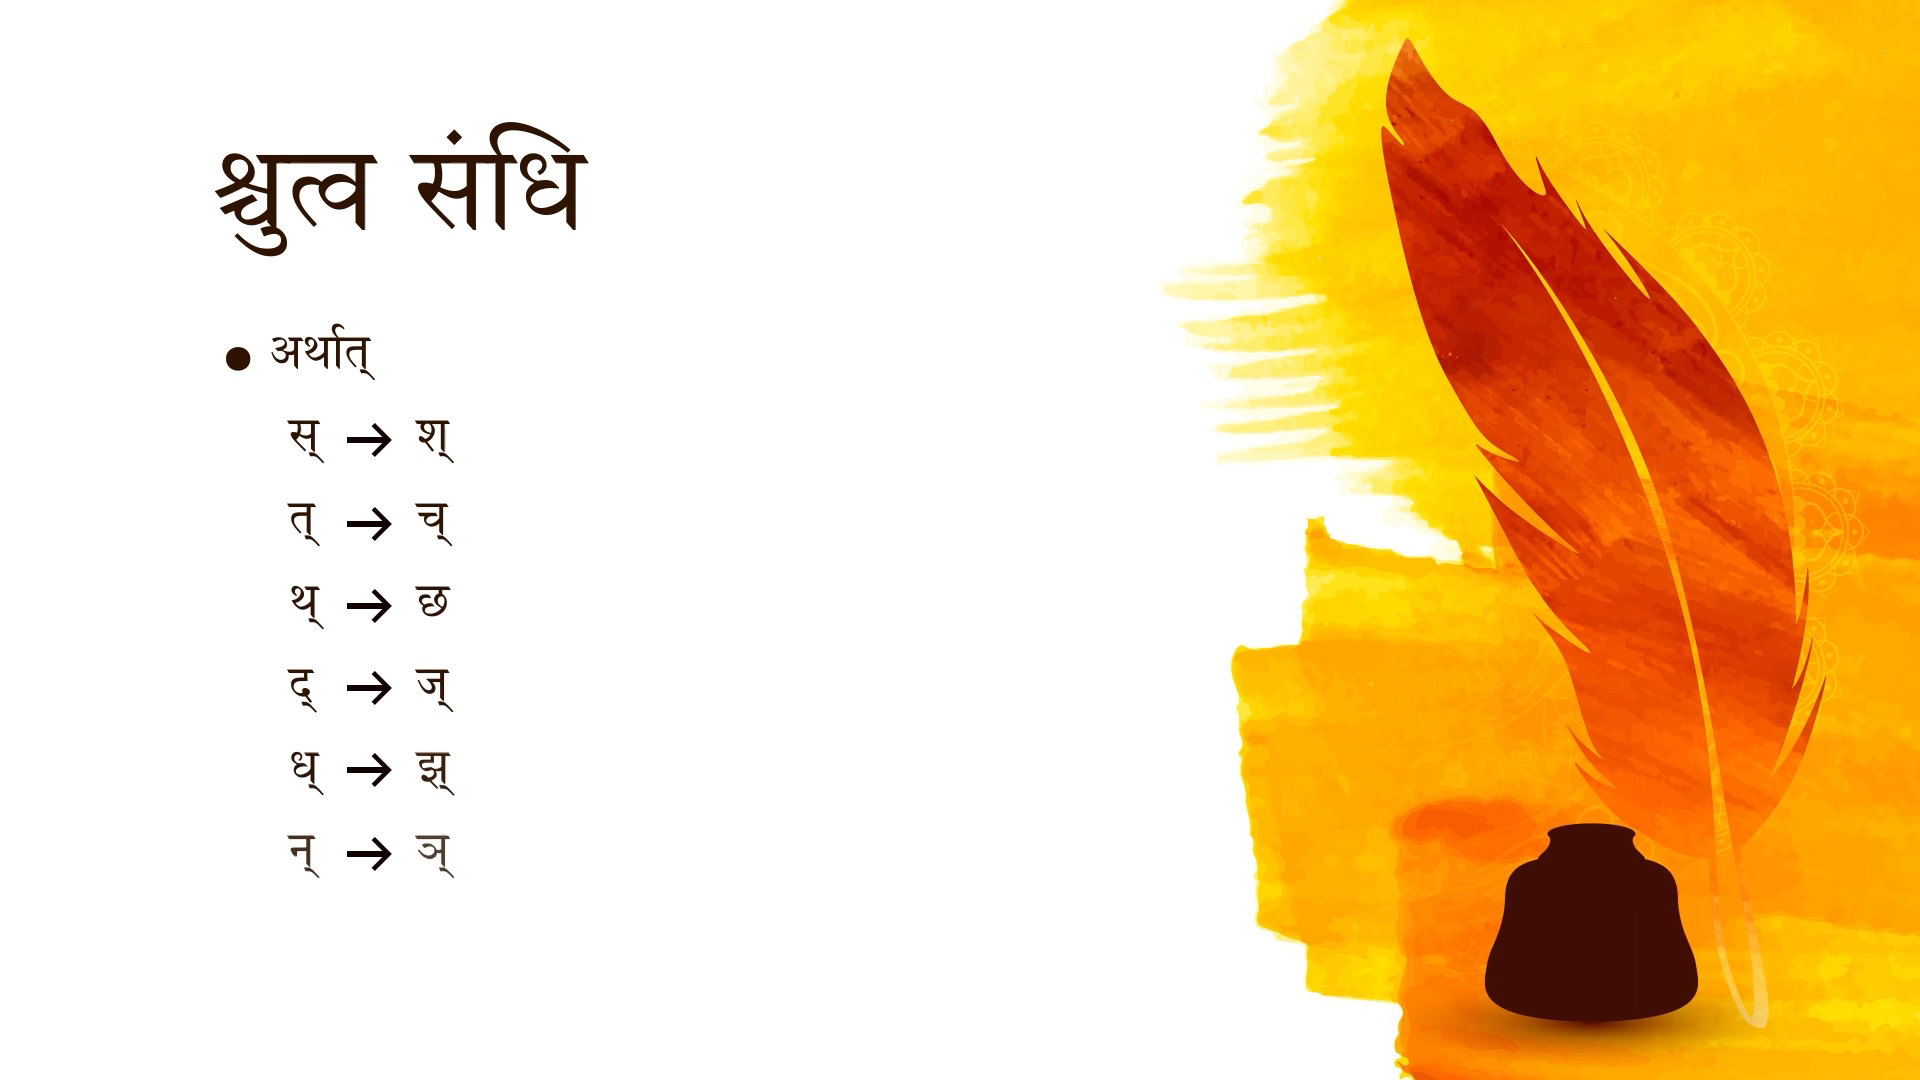 श्चुत्व संधि
● अर्थात्
स् → श्
त् → च्
थ् → छ
द् → ज्
ध् → झ्
न् → ञ्